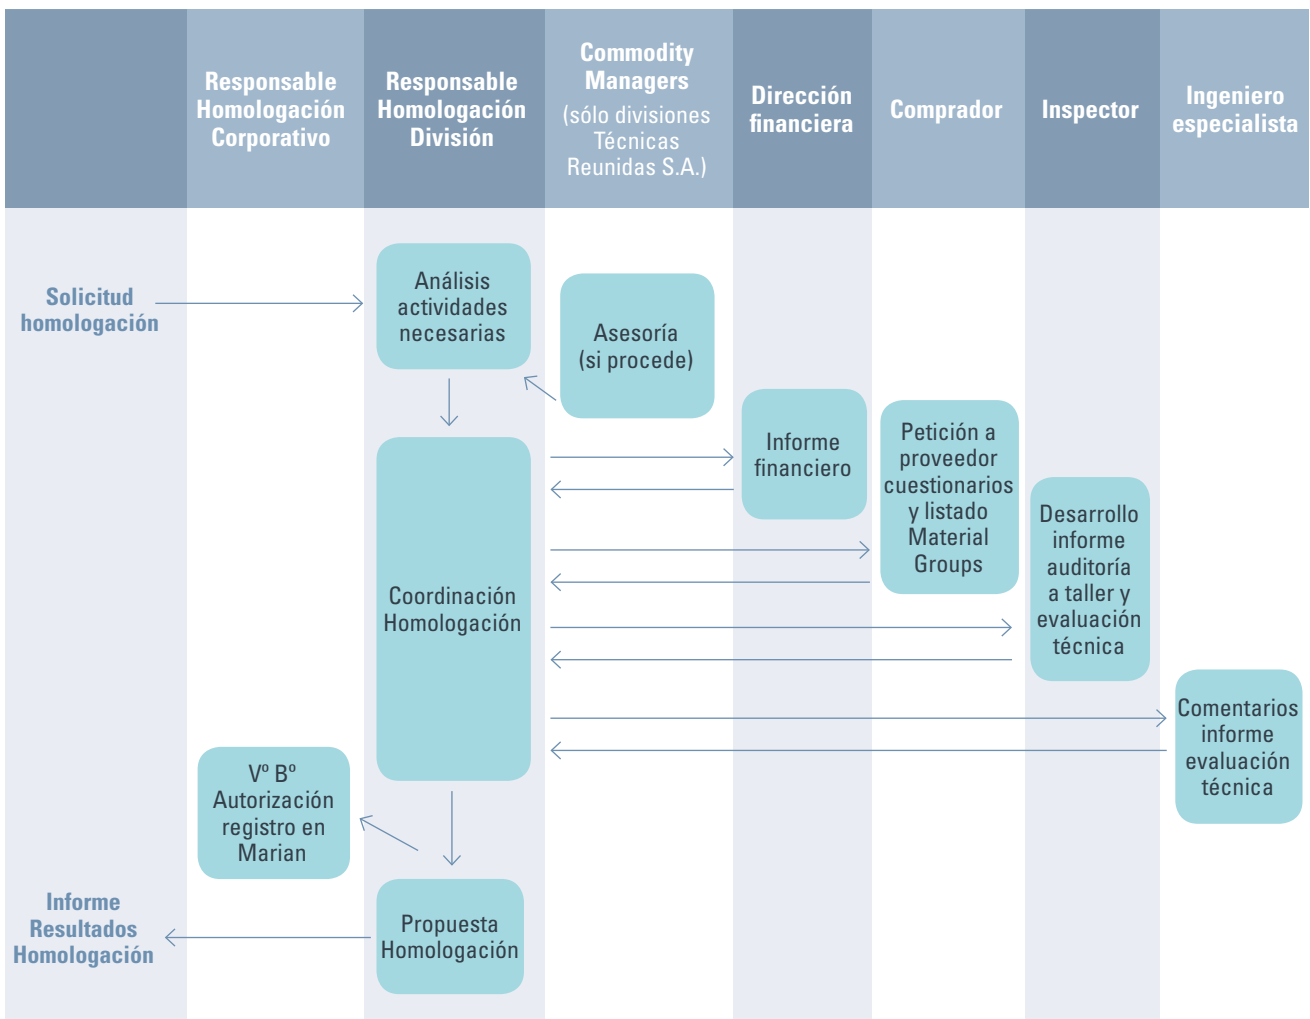 Responsable
Homologación
Corporativo
Responsable
Homologación
División
Commodity
Managers
(sólo divisiones
Técnicas
Reunidas S.A.)
Dirección
financiera
Comprador
Inspector
Ingeniero
especialista
Solicitud
homologación
Análisis
actividades
necesarias
Asesoría
(si procede)
Informe
financiero
Petición a
proveedor
cuestionarios
y listado
Material
Groups
Desarrollo
informe
auditoría
a taller y
evaluación
técnica
Coordinación
Homologación
Comentarios
informe
evaluación
técnica
Vº Bº
Autorización
registro en
Marian
Informe
Resultados
Homologación
Propuesta
Homologación